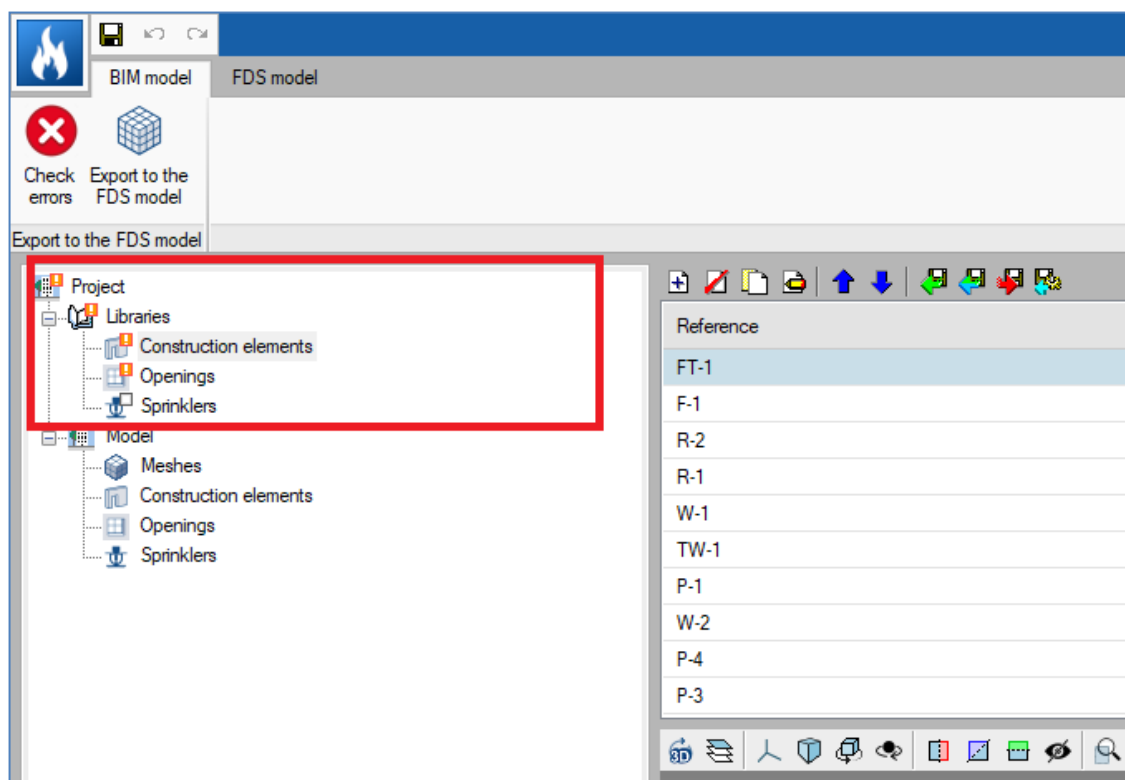 BIM model
FDS model
Check errors
Export to the FDS model
Export to the FDS model
Project
Libraries
Construction elements
Openings
Sprinklers
Model
Meshes
Construction elements
Openings
Sprinklers
Reference
FT-1
F-1
R-2
R-1
W-1
TW-1
P-1
W-2
P-4
P-3
3D